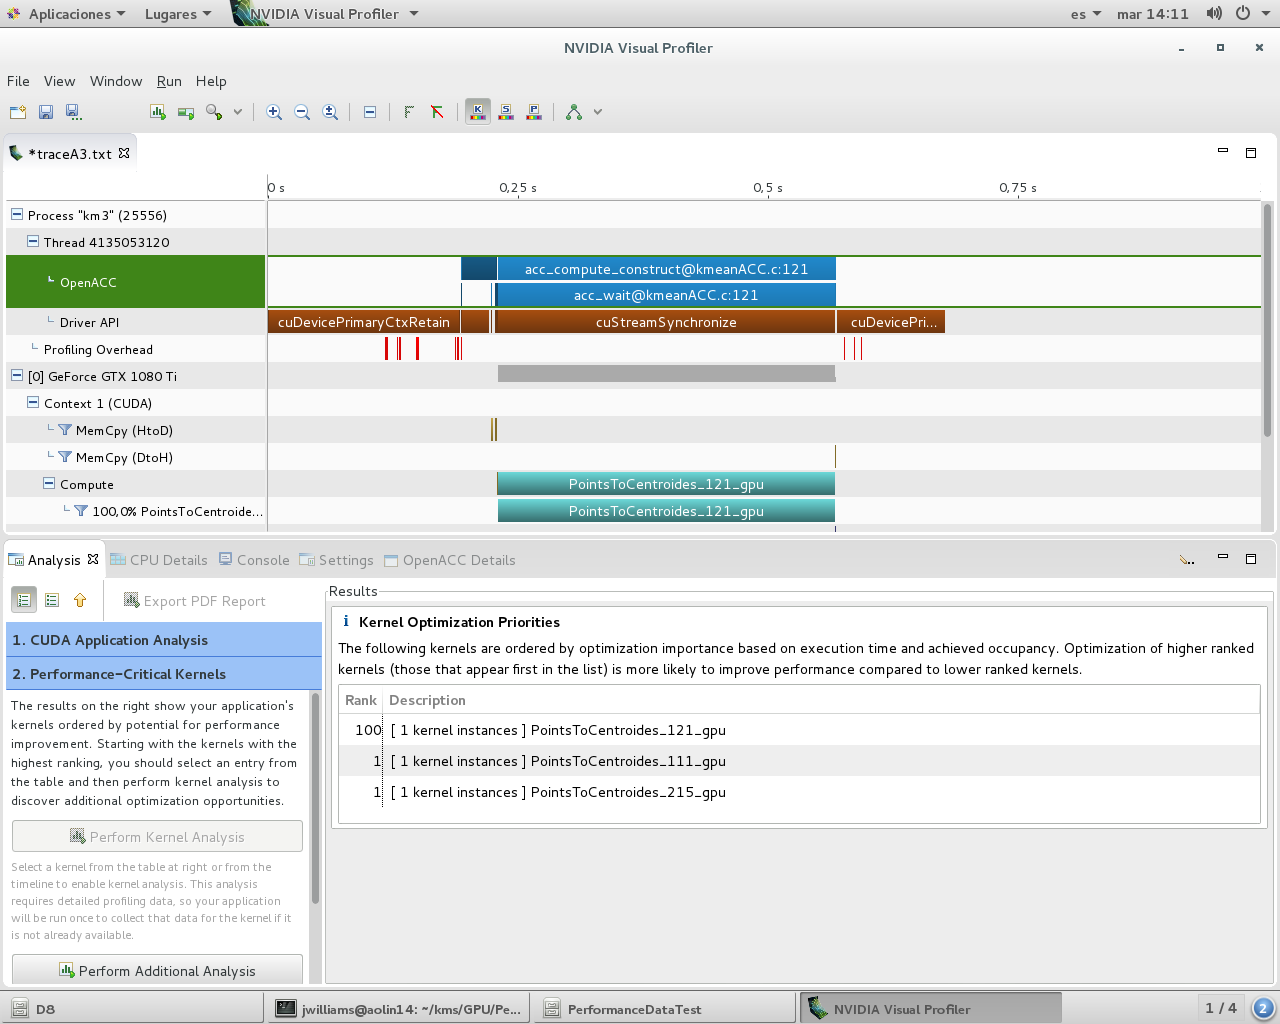 Aplicaciones Lugares NVIDIA Visual Profiler es mar 14:11
NVIDIA Visual Profiler
File View Window Run Help
*traceA3.txt
0 s 0,25 s 0,5 s 0,75 s
Process "km3" (25556)
Thread 4135053120
OpenACC
acc_compute_construct@kmeanACC.c:121
acc_wait@kmeanACC.c:121
Driver API cuDevicePrimaryCtxRetain cuStreamSynchronize cuDevicePri...
Profiling Overhead
[0] GeForce GTX 1080 Ti
Context 1 (CUDA)
MemCpy (HtoD)
MemCpy (DtoH)
Compute PointsToCentroides_121_gpu
100,0% PointsToCentroide... PointsToCentroides_121_gpu
Analysis CPU Details Console Settings OpenACC Details
Export PDF Report
1. CUDA Application Analysis
2. Performance-Critical Kernels
The results on the right show your application's
kernels ordered by potential for performance
improvement. Starting with the kernels with the
highest ranking, you should select an entry from
the table and then perform kernel analysis to
discover additional optimization opportunities.
Perform Kernel Analysis
Select a kernel from the table at right or from the
timeline to enable kernel analysis. This analysis
requires detailed profiling data, so your application
will be run once to collect that data for the kernel if it
is not already available.
Perform Additional Analysis
Results
i Kernel Optimization Priorities
The following kernels are ordered by optimization importance based on execution time and achieved occupancy. Optimization of higher ranked
kernels (those that appear first in the list) is more likely to improve performance compared to lower ranked kernels.
Rank Description
100 [ 1 kernel instances ] PointsToCentroides_121_gpu
1 [ 1 kernel instances ] PointsToCentroides_111_gpu
1 [ 1 kernel instances ] PointsToCentroides_215_gpu
D8 jwilliams@aolin14: ~/kms/GPU/Pe... PerformanceDataTest NVIDIA Visual Profiler 1 / 4 2